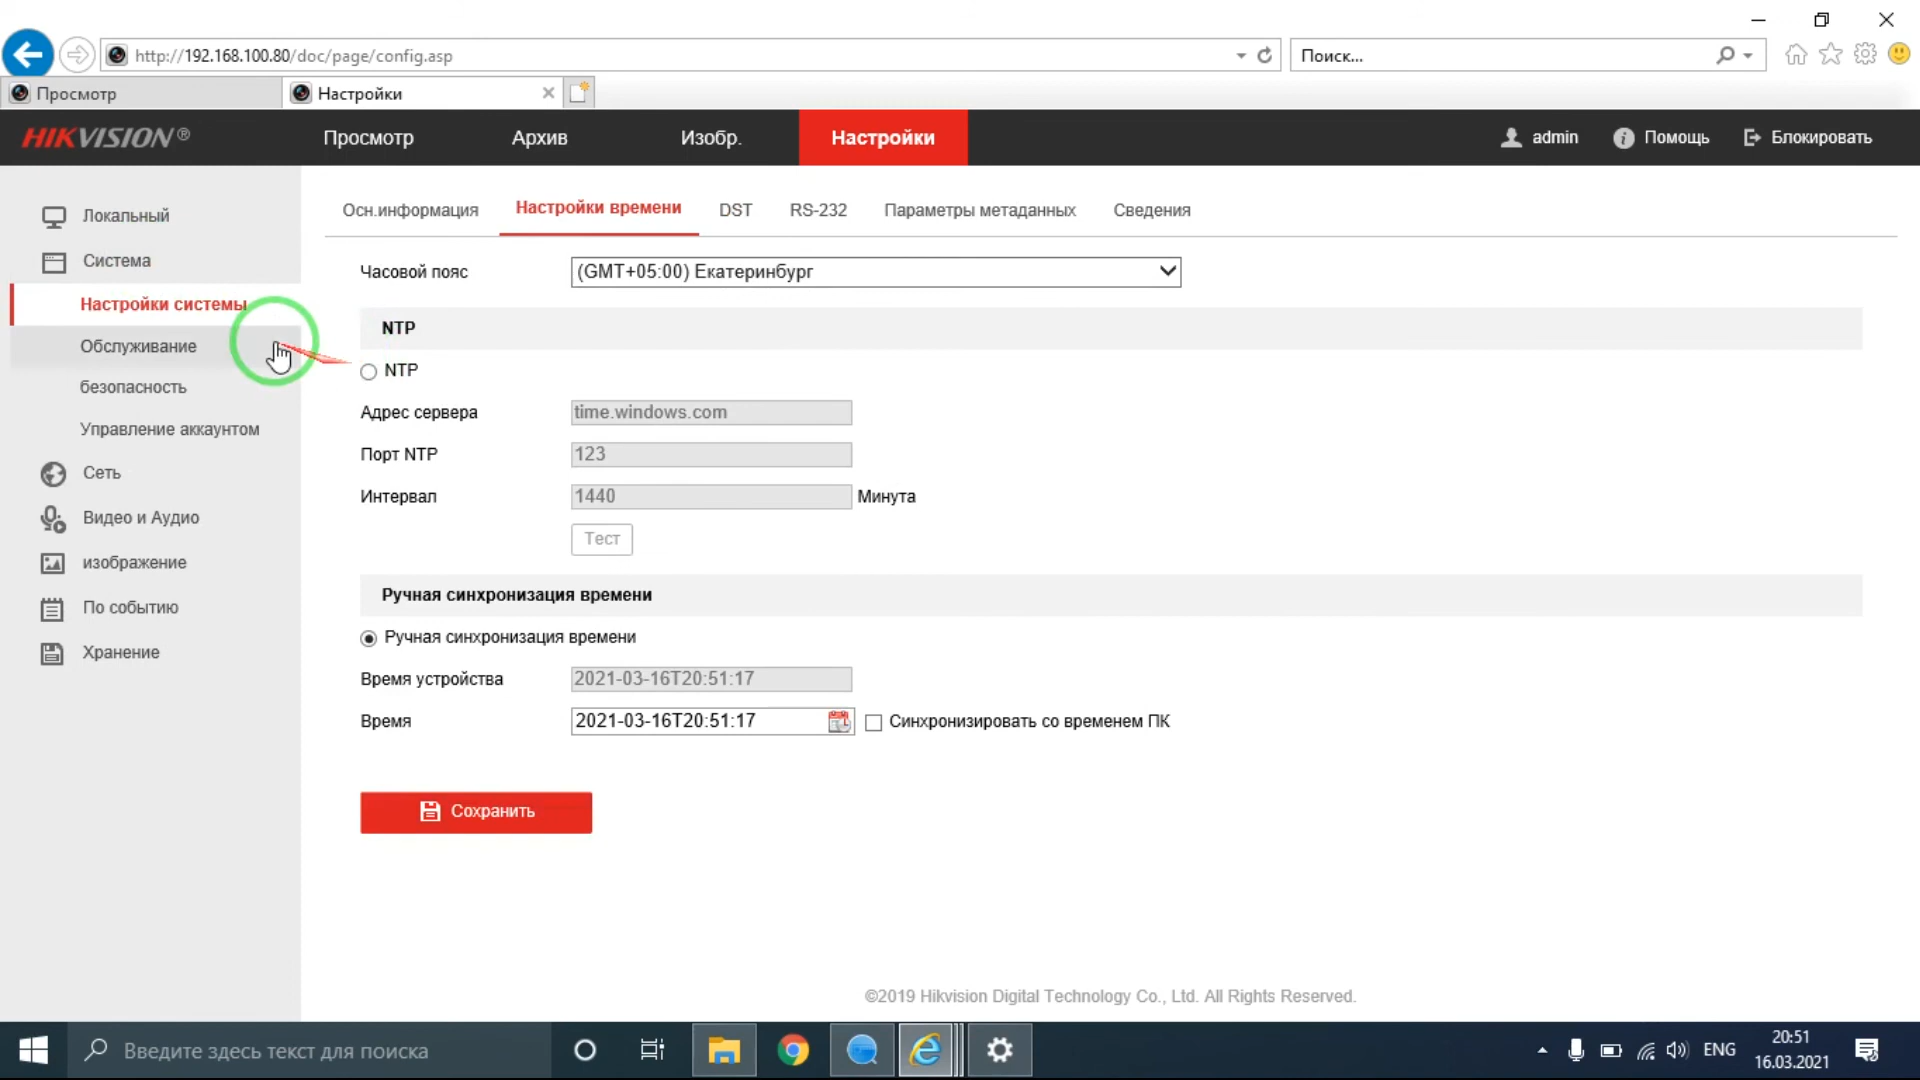 http://192.168.100.80/doc/page/config.asp
Поиск...
Просмотр
Настройки
HIKVISION®
Просмотр
Архив
Изобр.
Настройки
admin
Помощь
Блокировать
Локальный
Система
Настройки системы
Обслуживание
безопасность
Управление аккаунтом
Сеть
Видео и Аудио
изображение
По событию
Хранение
Осн.информация
Настройки времени
DST
RS-232
Параметры метаданных
Сведения
Часовой пояс
(GMT+05:00) Екатеринбург
NTP
NTP
Адрес сервера
time.windows.com
Порт NTP
123
Интервал
1440
Минута
Тест
Ручная синхронизация времени
Ручная синхронизация времени
Время устройства
2021-03-16T20:51:17
Время
2021-03-16T20:51:17
Синхронизировать со временем ПК
Сохранить
©2019 Hikvision Digital Technology Co., Ltd. All Rights Reserved.
Введите здесь текст для поиска
ENG
20:51
16.03.2021